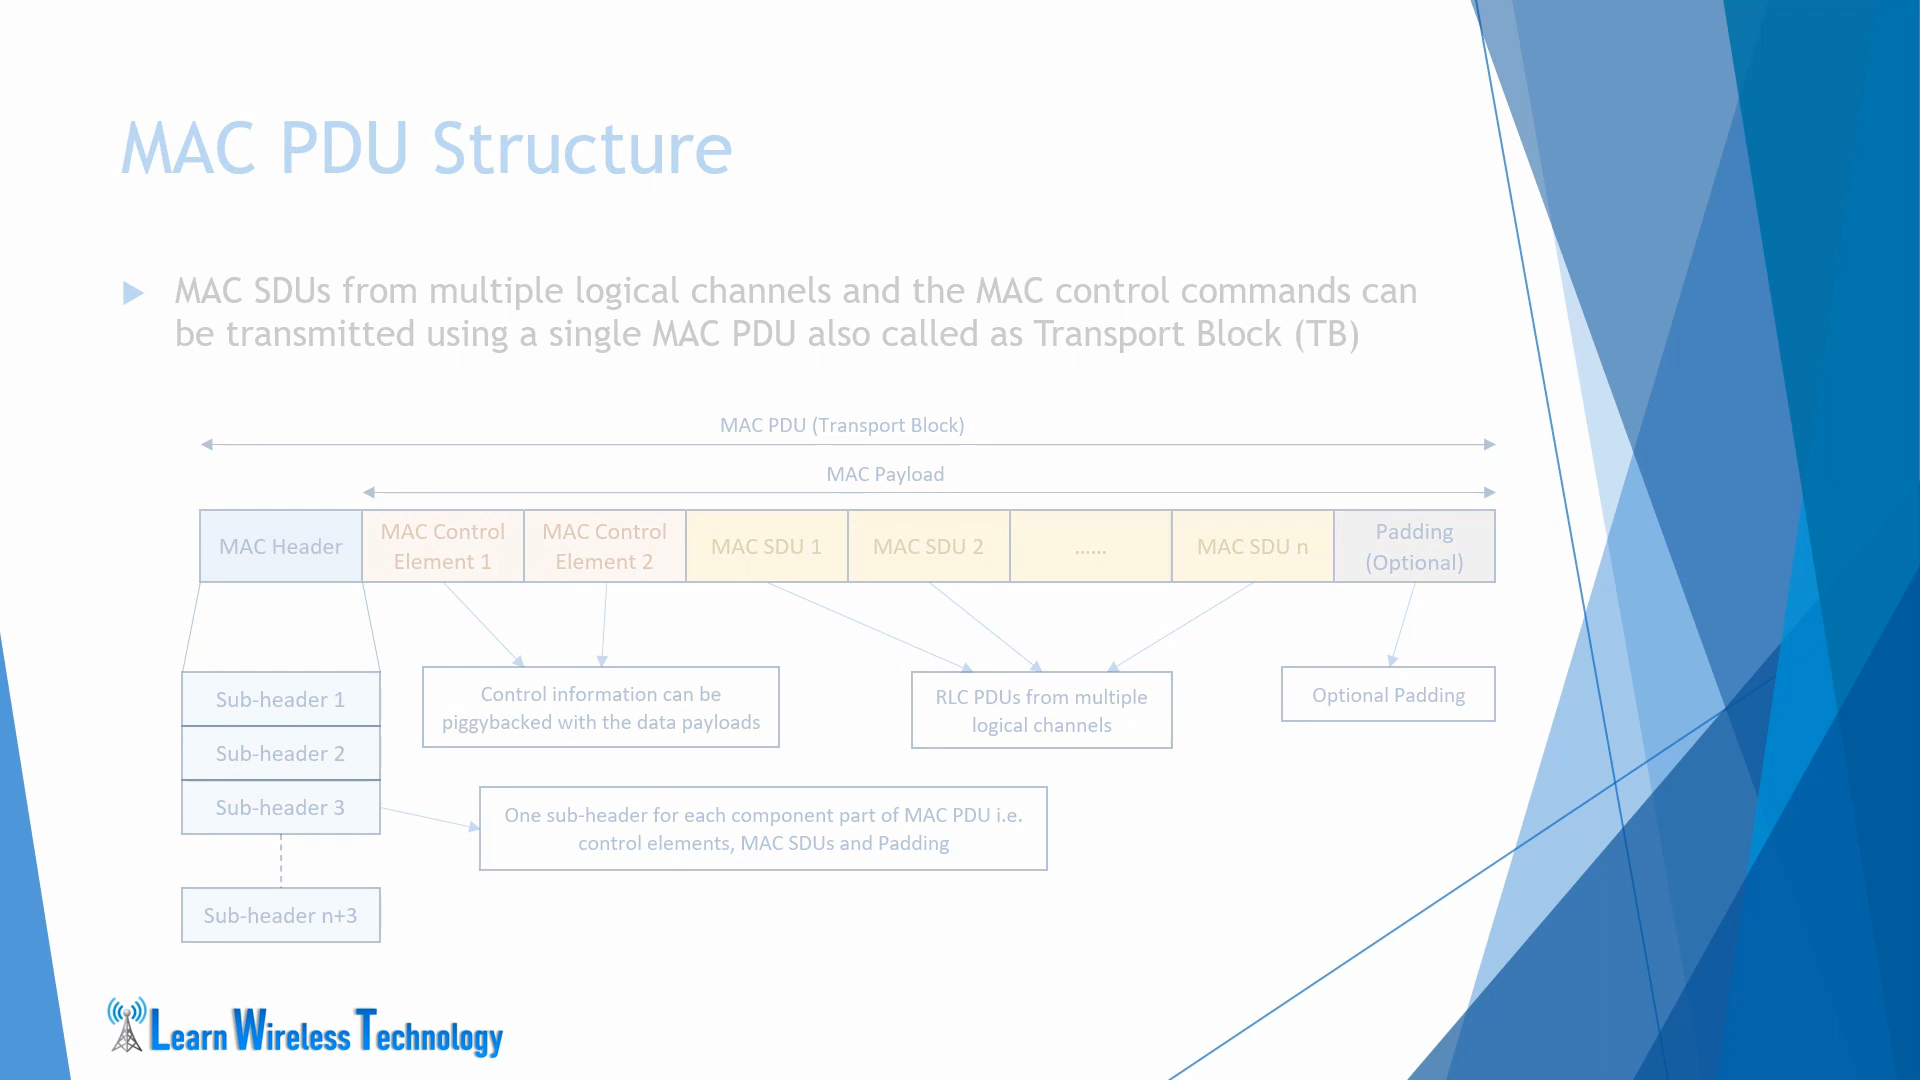 MAC PDU Structure
MAC SDUs from multiple logical channels and the MAC control commands can
be transmitted using a single MAC PDU also called as Transport Block (TB)
MAC PDU (Transport Block)
MAC Payload
MAC Header
MAC Control
Element 1
MAC Control
Element 2
MAC SDU 1
MAC SDU 2
......
MAC SDU n
Padding
(Optional)
Sub-header 1
Sub-header 2
Sub-header 3
Sub-header n+3
Control information can be
piggybacked with the data payloads
RLC PDUs from multiple
logical channels
Optional Padding
One sub-header for each component part of MAC PDU i.e.
control elements, MAC SDUs and Padding
Learn Wireless Technology